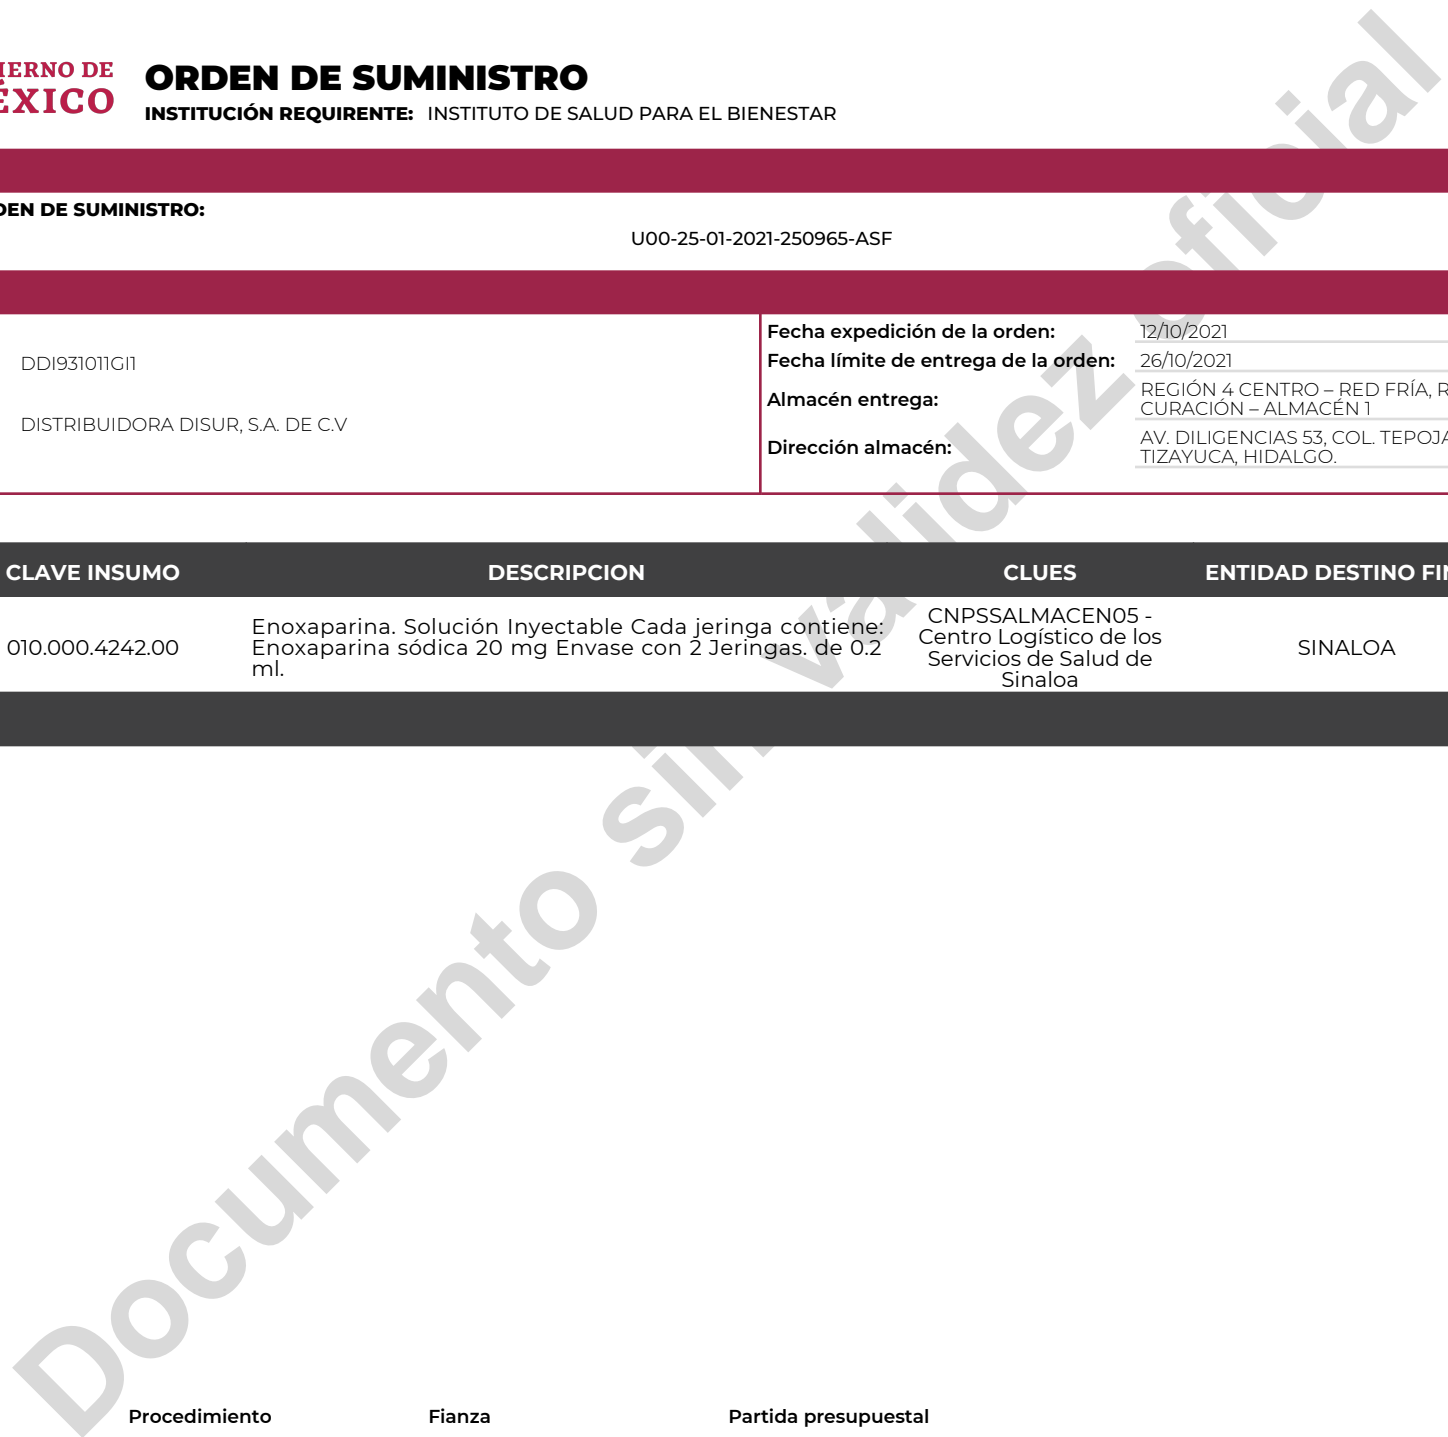 IERNO DE
ÉXICO
ORDEN DE SUMINISTRO
INSTITUCIÓN REQUIRENTE: INSTITUTO DE SALUD PARA EL BIENESTAR
DEN DE SUMINISTRO:
U00-25-01-2021-250965-ASF
DDI931011GI1
DISTRIBUIDORA DISUR, S.A. DE C.V
Fecha expedición de la orden: 12/10/2021
Fecha límite de entrega de la orden: 26/10/2021
Almacén entrega: REGIÓN 4 CENTRO – RED FRÍA, R
CURACIÓN – ALMACÉN 1
Dirección almacén: AV. DILIGENCIAS 53, COL. TEPOJA
TIZAYUCA, HIDALGO.
CLAVE INSUMO DESCRIPCION CLUES ENTIDAD DESTINO FIN
010.000.4242.00
Enoxaparina. Solución Inyectable Cada jeringa contiene:
Enoxaparina sódica 20 mg Envase con 2 Jeringas. de 0.2
ml.
CNPSSALMACEN05 -
Centro Logístico de los
Servicios de Salud de
Sinaloa
SINALOA
Documento sin validez oficial
Procedimiento Fianza Partida presupuestal